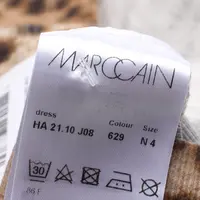 MARCCAIN
dress Colour Size
HA 21.10 J08 629 N 4
30